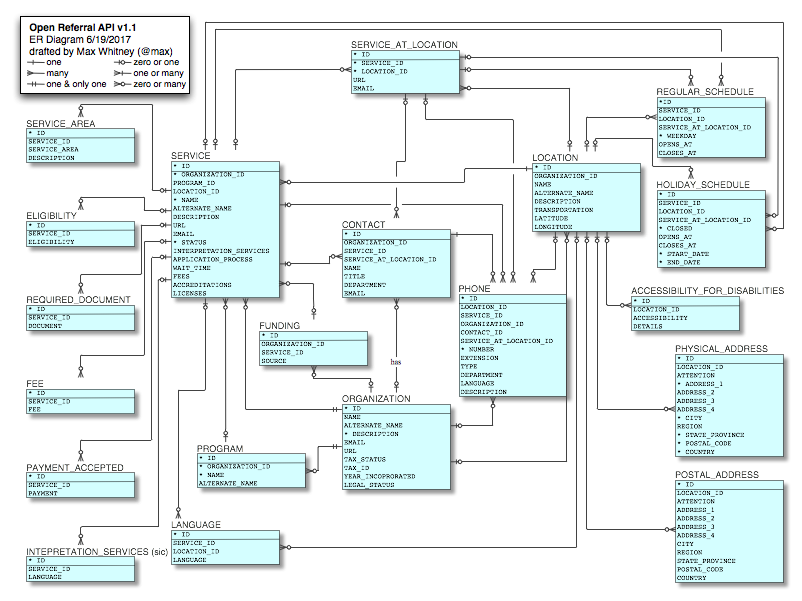 Open Referral API v1.1
ER Diagram 6/19/2017
drafted by Max Whitney (@max)
one
zero or one
many
one or many
one & only one
zero or many
SERVICE_AT_LOCATION
* ID
* SERVICE_ID
* LOCATION_ID
URL
EMAIL
REGULAR_SCHEDULE
* ID
SERVICE_ID
LOCATION_ID
SERVICE_AT_LOCATION_ID
* WEEKDAY
OPENS_AT
CLOSES_AT
SERVICE_AREA
* ID
SERVICE_ID
SERVICE_AREA
DESCRIPTION
SERVICE
* ID
* ORGANIZATION_ID
PROGRAM_ID
LOCATION_ID
* NAME
ALTERNATE_NAME
DESCRIPTION
URL
EMAIL
* STATUS
INTERPRETATION_SERVICES
APPLICATION_PROCESS
WAIT_TIME
FEES
ACCREDITATIONS
LICENSES
LOCATION
* ID
ORGANIZATION_ID
NAME
ALTERNATE_NAME
DESCRIPTION
TRANSPORTATION
LATITUDE
LONGITUDE
HOLIDAY_SCHEDULE
* ID
SERVICE_ID
LOCATION_ID
SERVICE_AT_LOCATION_ID
* CLOSED
OPENS_AT
CLOSES_AT
* START_DATE
* END_DATE
ELIGIBILITY
* ID
SERVICE_ID
ELIGIBILITY
CONTACT
* ID
ORGANIZATION_ID
SERVICE_ID
SERVICE_AT_LOCATION_ID
NAME
TITLE
DEPARTMENT
EMAIL
REQUIRED_DOCUMENT
* ID
SERVICE_ID
DOCUMENT
PHONE
* ID
LOCATION_ID
SERVICE_ID
ORGANIZATION_ID
CONTACT_ID
SERVICE_AT_LOCATION_ID
* NUMBER
EXTENSION
TYPE
DEPARTMENT
LANGUAGE
DESCRIPTION
ACCESSIBILITY_FOR_DISABILITIES
* ID
LOCATION_ID
ACCESSIBILITY
DETAILS
FUNDING
* ID
ORGANIZATION_ID
SERVICE_ID
SOURCE
has
PHYSICAL_ADDRESS
* ID
LOCATION_ID
ATTENTION
* ADDRESS_1
ADDRESS_2
ADDRESS_3
ADDRESS_4
* CITY
REGION
* STATE_PROVINCE
* POSTAL_CODE
* COUNTRY
FEE
* ID
SERVICE_ID
FEE
ORGANIZATION
* ID
NAME
ALTERNATE_NAME
* DESCRIPTION
EMAIL
URL
TAX_STATUS
TAX_ID
YEAR_INCOPRORATED
LEGAL_STATUS
PROGRAM
* ID
* ORGANIZATION_ID
* NAME
ALTERNATE_NAME
PAYMENT_ACCEPTED
* ID
SERVICE_ID
PAYMENT
POSTAL_ADDRESS
* ID
LOCATION_ID
ATTENTION
ADDRESS_1
ADDRESS_2
ADDRESS_3
ADDRESS_4
CITY
REGION
STATE_PROVINCE
POSTAL_CODE
COUNTRY
LANGUAGE
* ID
SERVICE_ID
LOCATION_ID
LANGUAGE
INTEPRETATION_SERVICES (sic)
* ID
SERVICE_ID
LANGUAGE